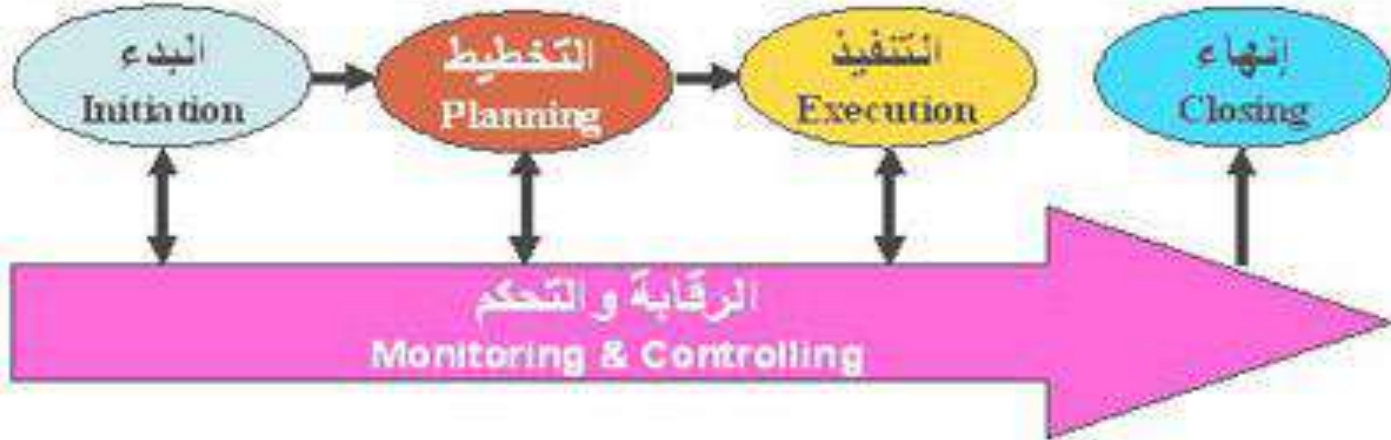 البدء
Initiation
التخطيط
Planning
التنفيذ
Execution
إنهاء
Closing
الرقابة و التحكم
Monitoring & Controlling